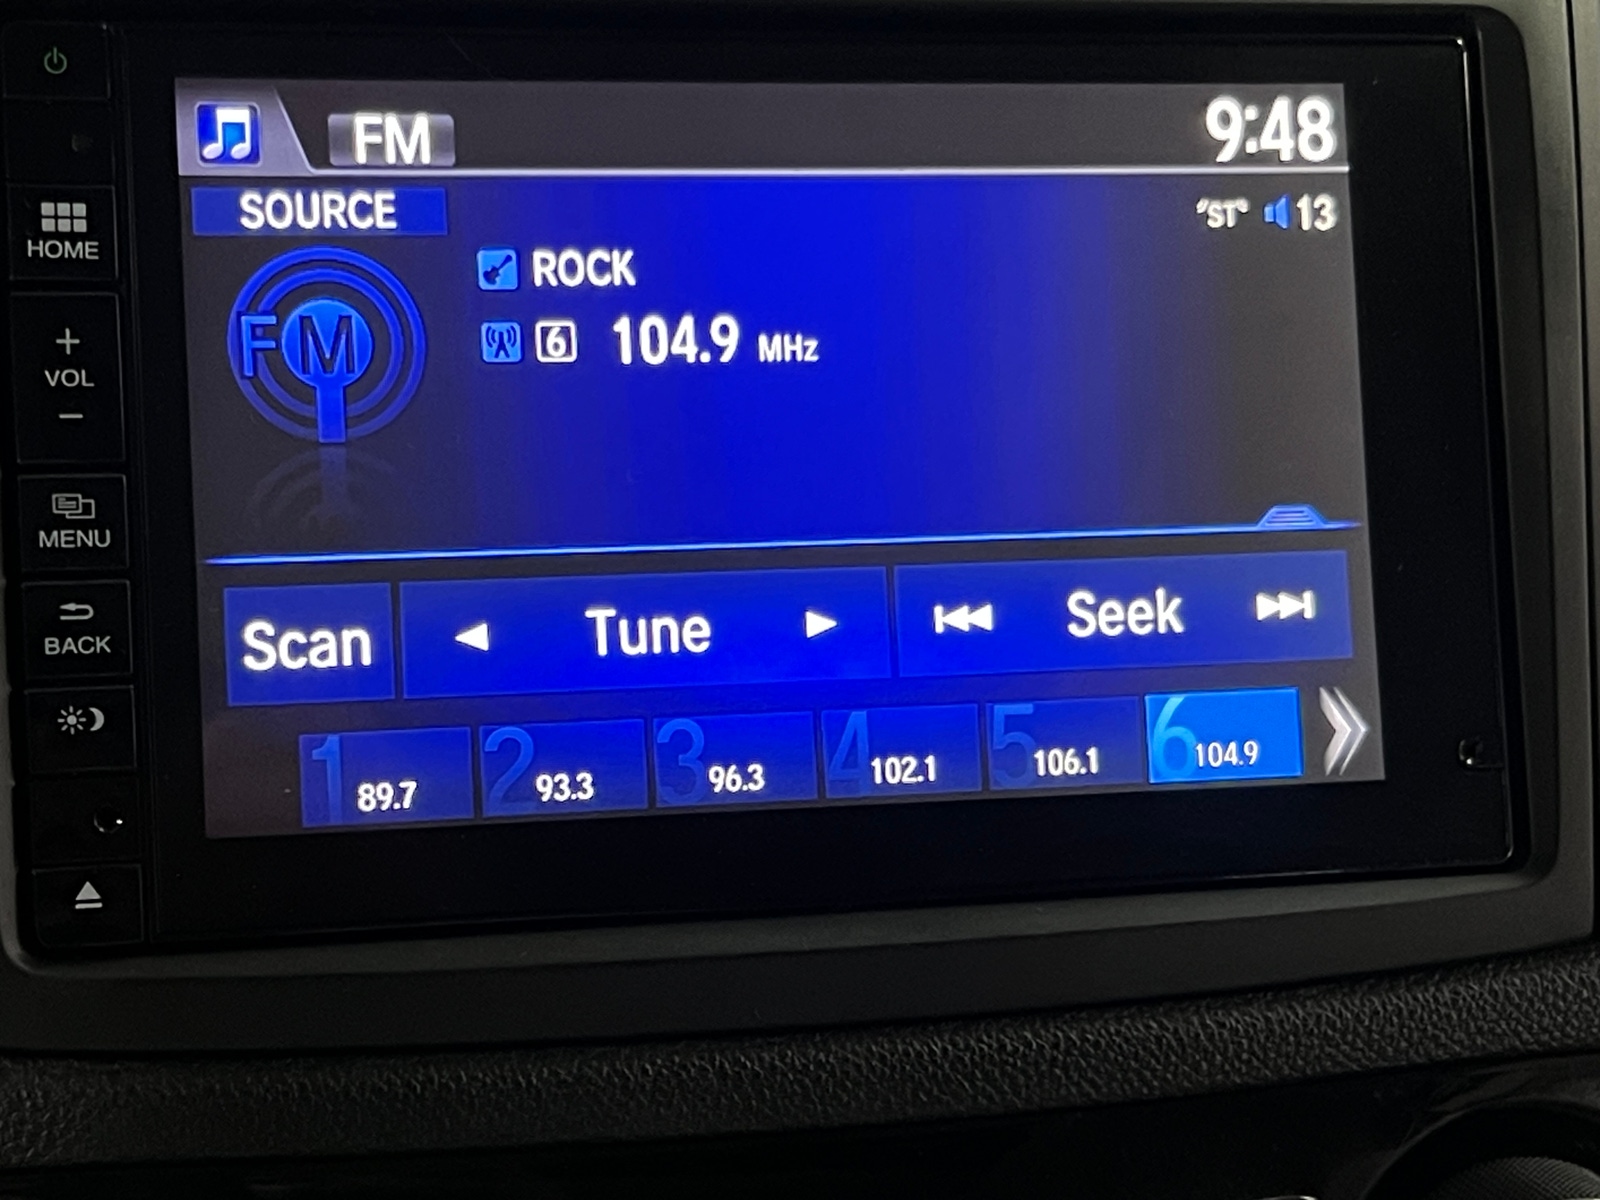 FM 9:48
SOURCE "ST" 13
HOME
ROCK
FM
6 104.9 MHz
+
VOL
−
MENU
Scan Tune Seek
BACK
1 89.7 2 93.3 3 96.3 4 102.1 5 106.1 6 104.9